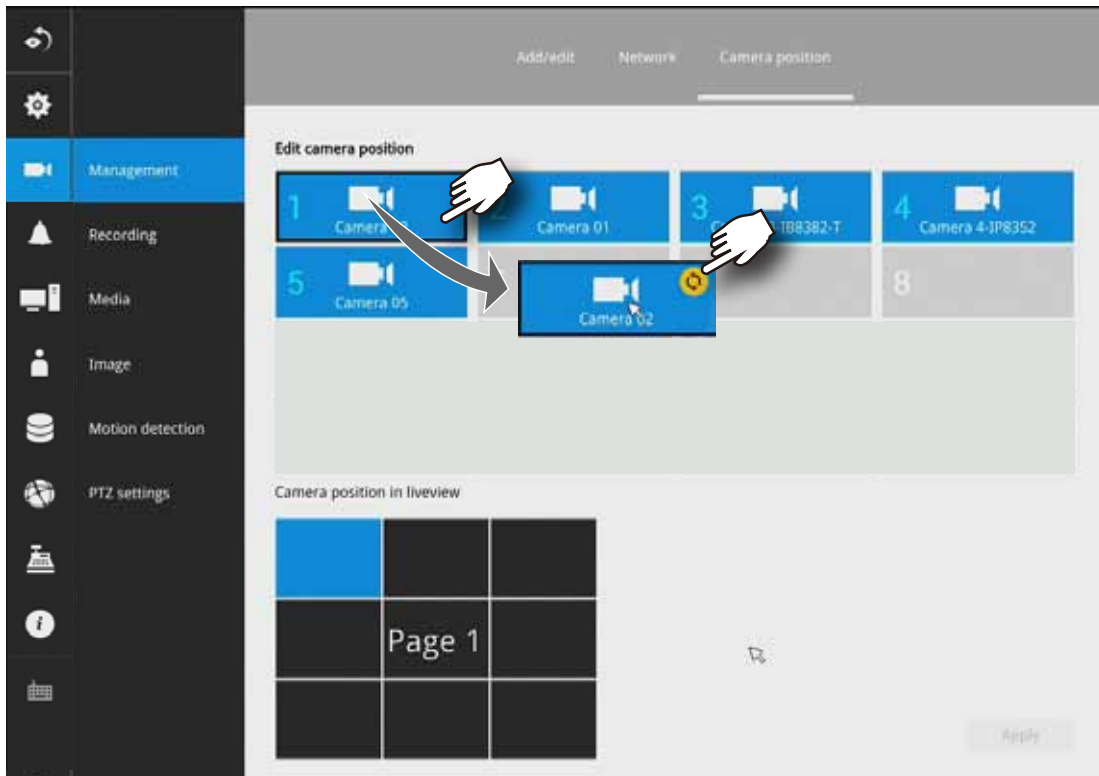 Add/edit Network Camera position
Edit camera position
Management
1 2 3 4
Camera Camera 01 IB8382-T Camera 4-IP8352
Recording
5 8
Media
Camera 05
Camera 02
Image
Motion detection
PTZ settings
Camera position in liveview
Page 1
Apply